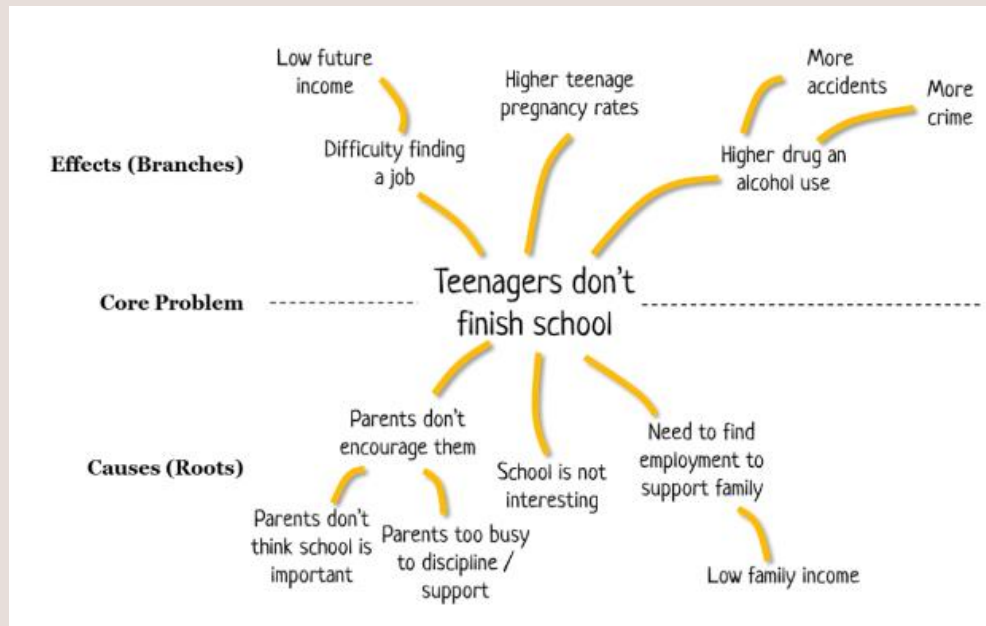 Low future
income
Higher teenage
pregnancy rates
More
accidents
More
crime
Effects (Branches)
Difficulty finding
a job
Higher drug an
alcohol use
Core Problem
Teenagers don't
finish school
Causes (Roots)
Parents don't
encourage them
School is not
interesting
Need to find
employment to
support family
Parents don't
think school is
important
Parents too busy
to discipline /
support
Low family income